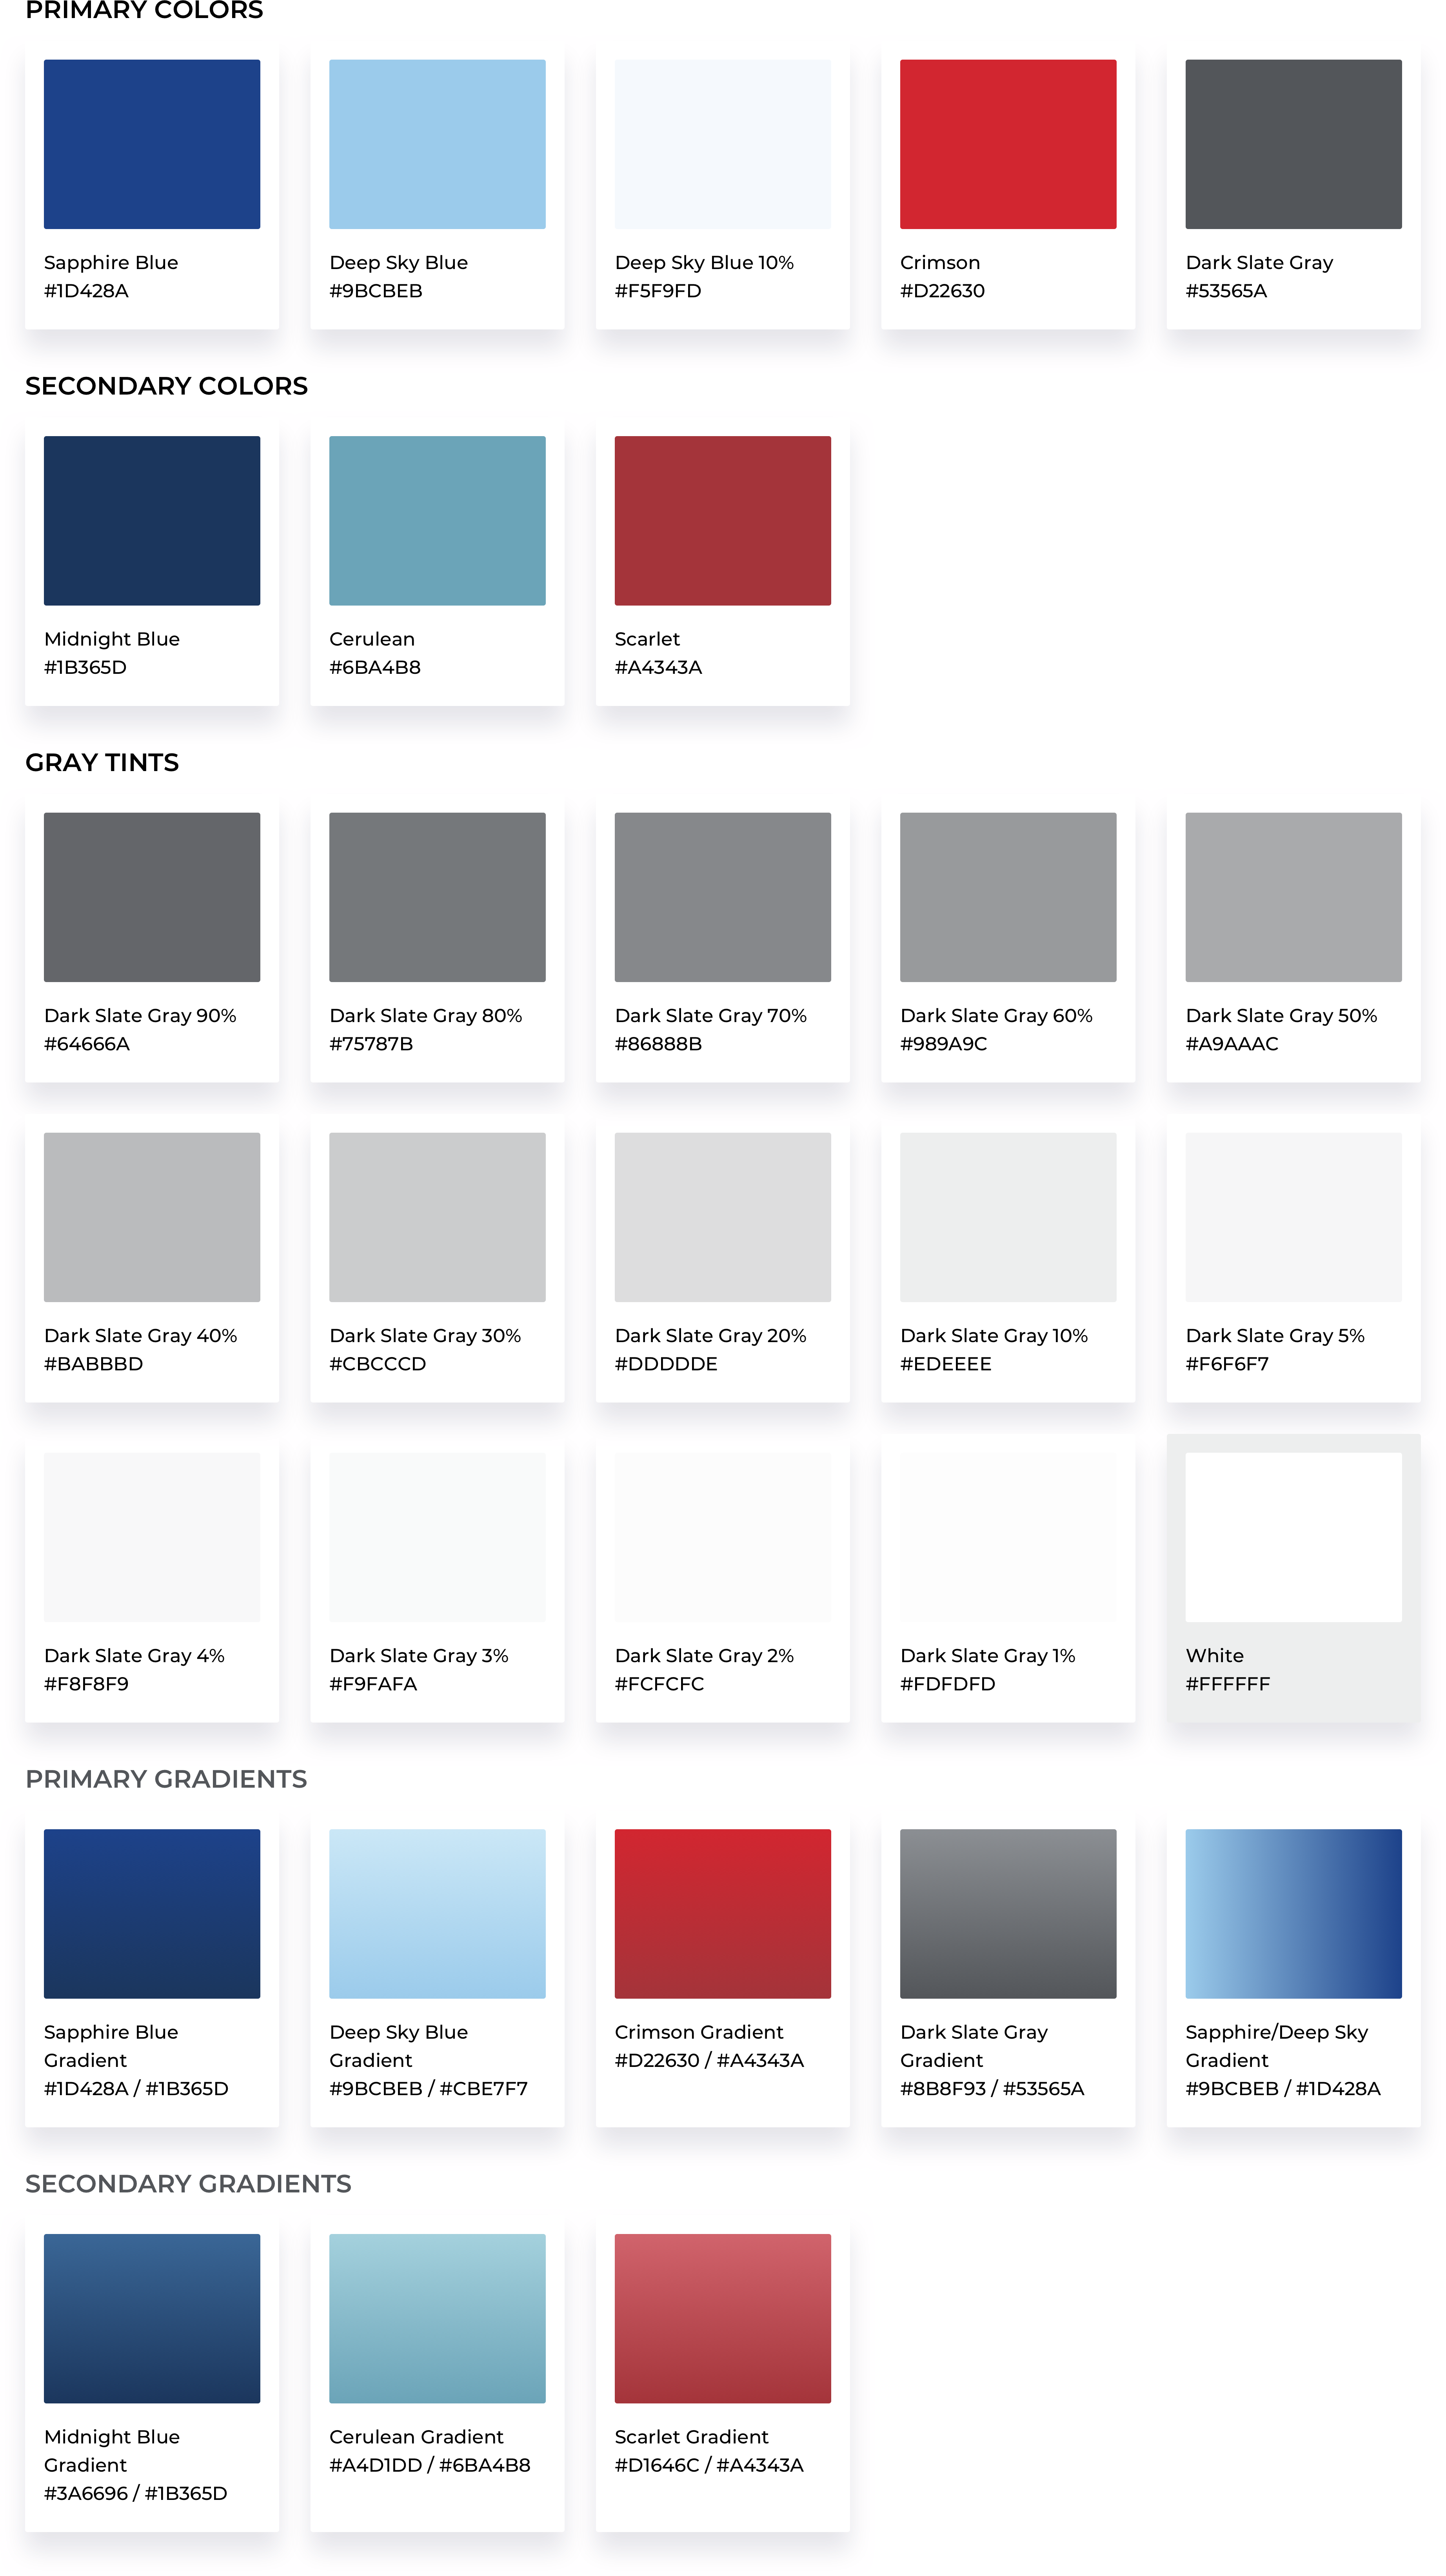 PRIMARY COLORS
Sapphire Blue
#1D428A
Deep Sky Blue
#9BCBEB
Deep Sky Blue 10%
#F5F9FD
Crimson
#D22630
Dark Slate Gray
#53565A
SECONDARY COLORS
Midnight Blue
#1B365D
Cerulean
#6BA4B8
Scarlet
#A4343A
GRAY TINTS
Dark Slate Gray 90%
#64666A
Dark Slate Gray 80%
#75787B
Dark Slate Gray 70%
#86888B
Dark Slate Gray 60%
#989A9C
Dark Slate Gray 50%
#A9AAAC
Dark Slate Gray 40%
#BABBBD
Dark Slate Gray 30%
#CBCCCD
Dark Slate Gray 20%
#DDDDDE
Dark Slate Gray 10%
#EDEEEE
Dark Slate Gray 5%
#F6F6F7
Dark Slate Gray 4%
#F8F8F9
Dark Slate Gray 3%
#F9FAFA
Dark Slate Gray 2%
#FCFCFC
Dark Slate Gray 1%
#FDFDFD
White
#FFFFFF
PRIMARY GRADIENTS
Sapphire Blue
Gradient
#1D428A / #1B365D
Deep Sky Blue
Gradient
#9BCBEB / #CBE7F7
Crimson Gradient
#D22630 / #A4343A
Dark Slate Gray
Gradient
#8B8F93 / #53565A
Sapphire/Deep Sky
Gradient
#9BCBEB / #1D428A
SECONDARY GRADIENTS
Midnight Blue
Gradient
#3A6696 / #1B365D
Cerulean Gradient
#A4D1DD / #6BA4B8
Scarlet Gradient
#D1646C / #A4343A